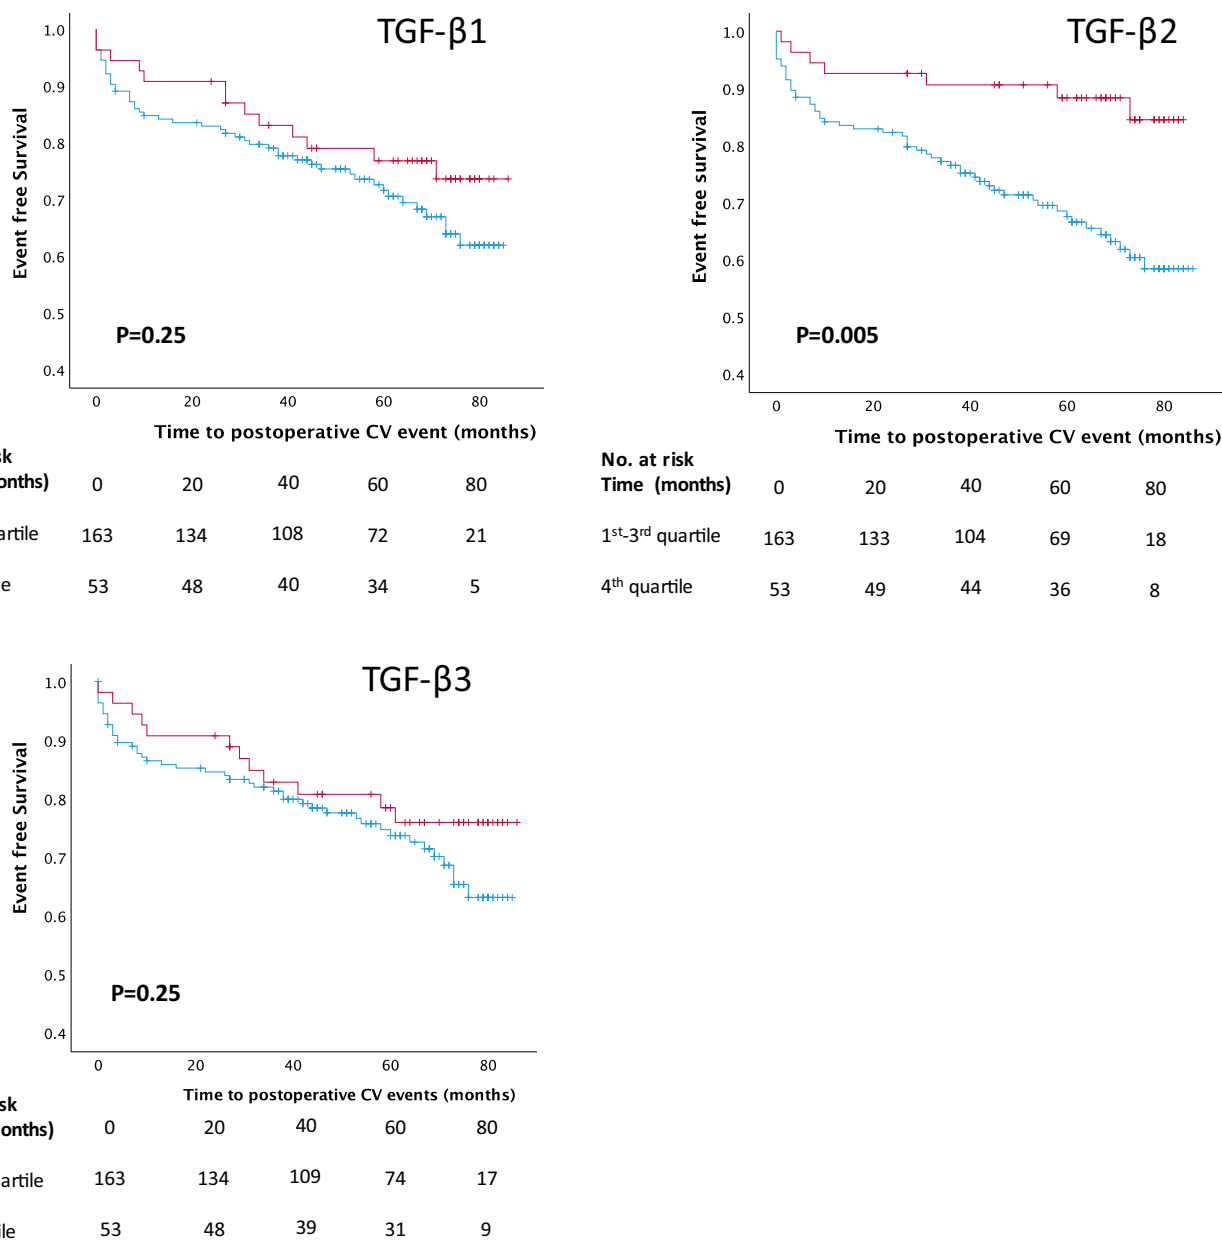 TGF-β1
1.0
0.9
0.8
0.7
0.6
0.5
0.4
Event free Survival
P=0.25
0 20 40 60 80
Time to postoperative CV event (months)
sk
onths) 0 20 40 60 80
artile 163 134 108 72 21
le 53 48 40 34 5
TGF-β2
1.0
0.9
0.8
0.7
0.6
0.5
0.4
Event free survival
P=0.005
0 20 40 60 80
Time to postoperative CV event (months)
No. at risk
Time (months) 0 20 40 60 80
1st-3rd quartile 163 133 104 69 18
4th quartile 53 49 44 36 8
TGF-β3
1.0
0.9
0.8
0.7
0.6
0.5
0.4
Event free Survival
P=0.25
0 20 40 60 80
Time to postoperative CV events (months)
sk
onths) 0 20 40 60 80
artile 163 134 109 74 17
ile 53 48 39 31 9